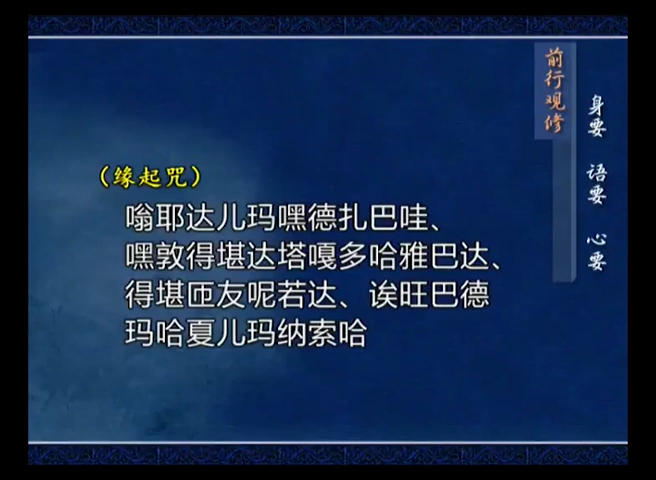 前行观修
身要 语要 心要
（缘起咒）
嗡耶达儿玛嘿德扎巴哇、
嘿敦得堪达塔嘎多哈雅巴达、
得堪匝友呢若达、诶旺巴德
玛哈夏儿玛纳索哈